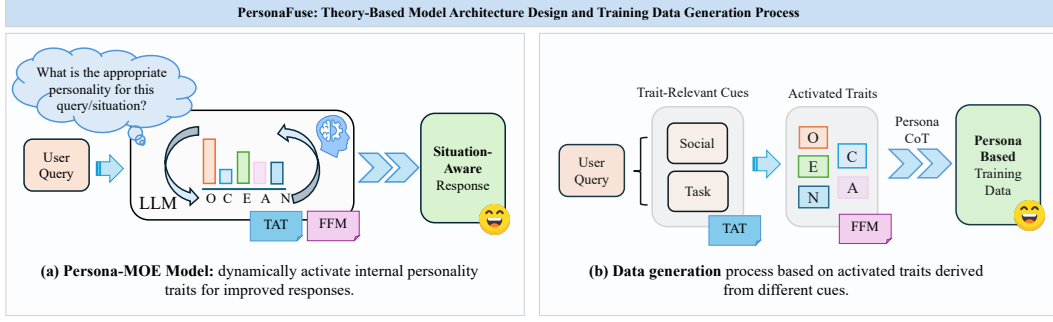 PersonaFuse: Theory-Based Model Architecture Design and Training Data Generation Process
What is the appropriate
personality for this
query/situation?
User
Query
LLM
O C E A N
TAT
FFM
Situation-
Aware
Response
(a) Persona-MOE Model: dynamically activate internal personality
traits for improved responses.
User
Query
Trait-Relevant Cues
Social
Task
TAT
Activated Traits
O
C
E
A
N
FFM
Persona
CoT
Persona
Based
Training
Data
(b) Data generation process based on activated traits derived
from different cues.